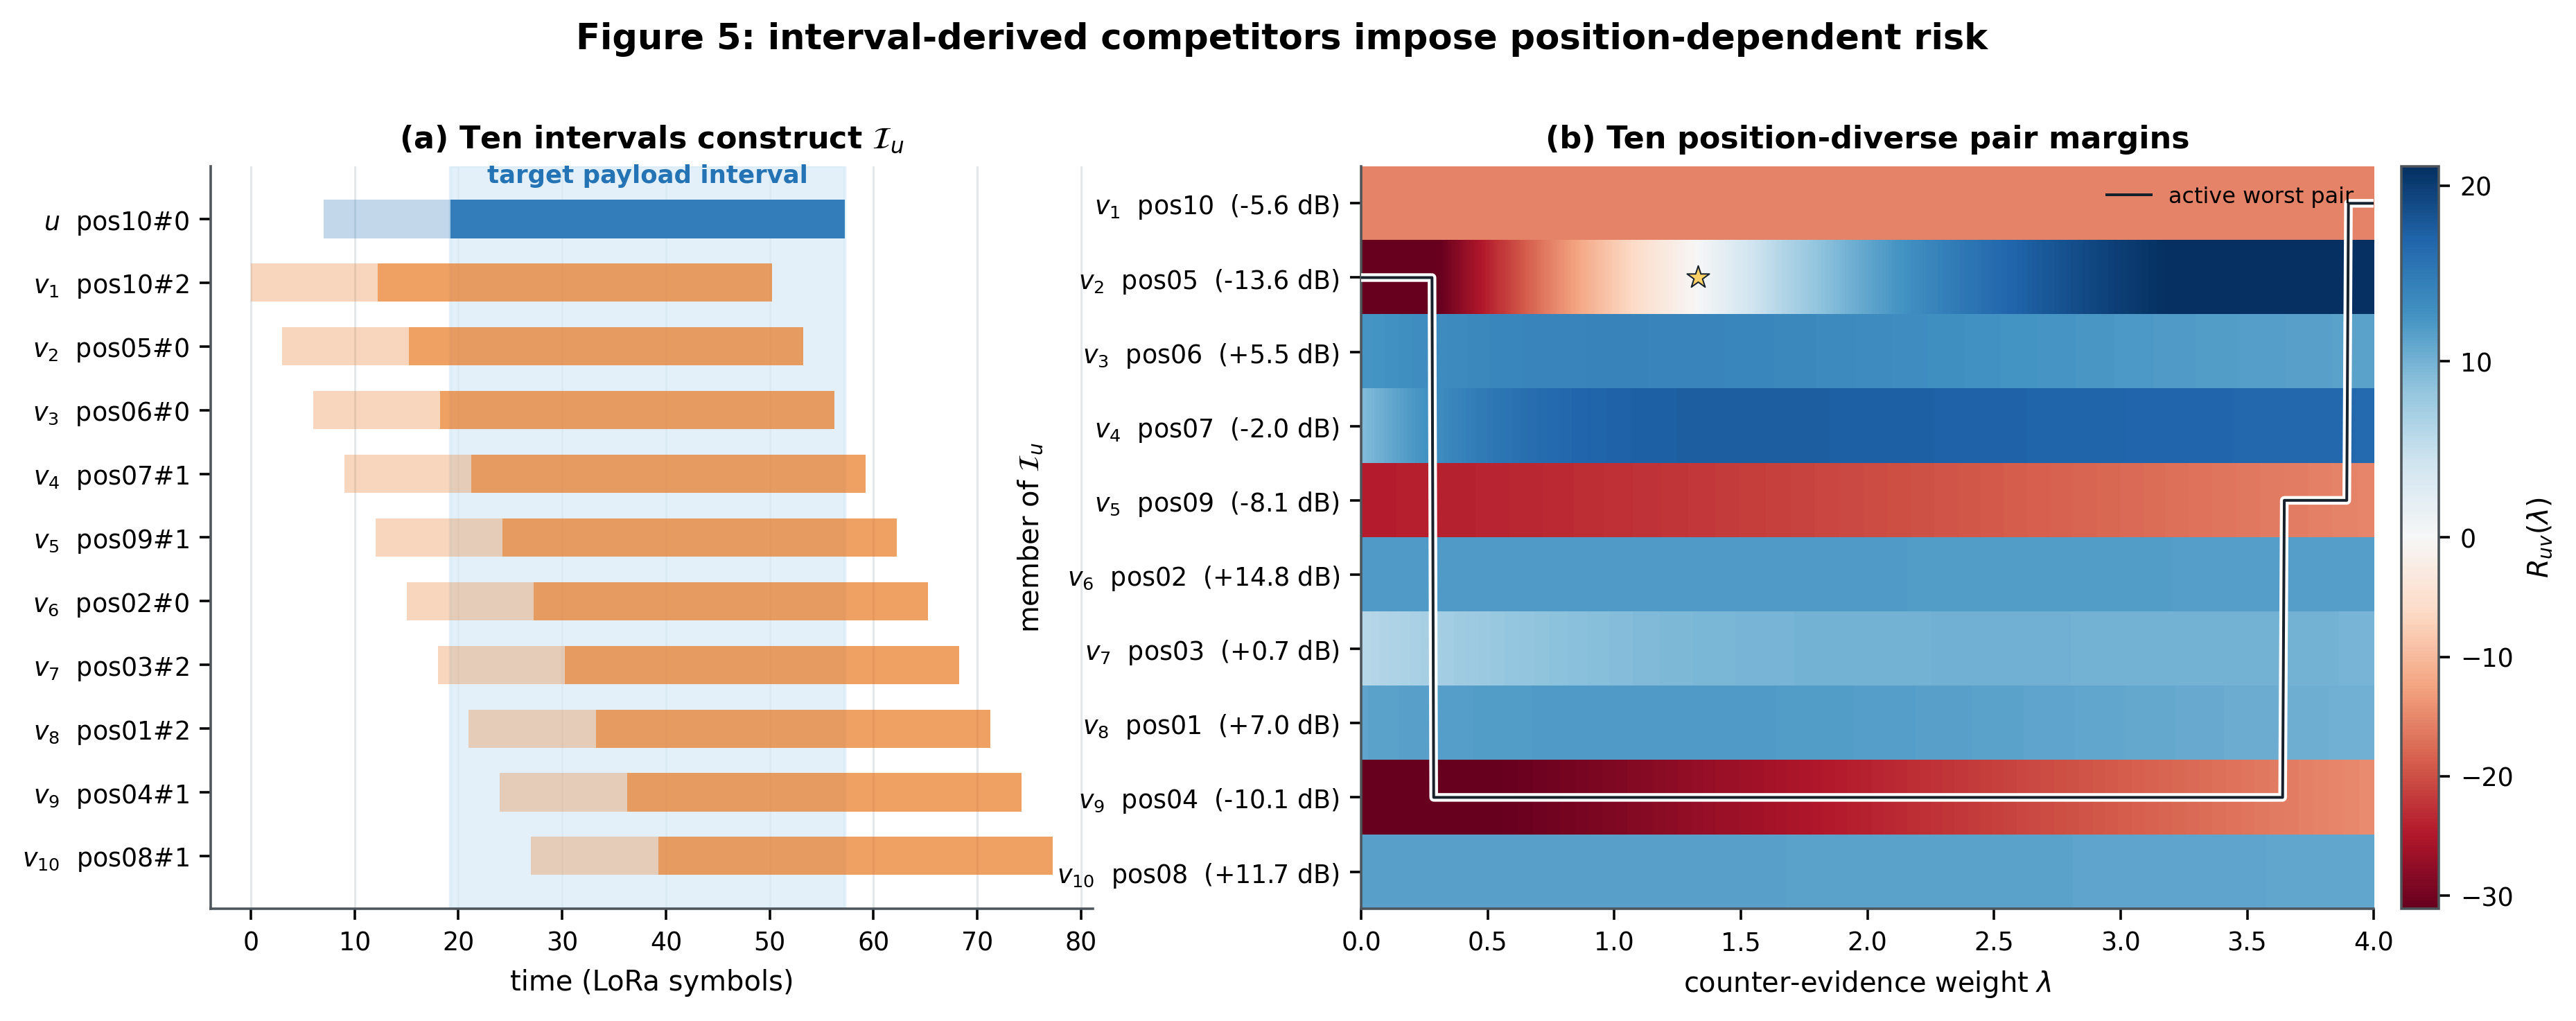 Figure 5: interval-derived competitors impose position-dependent risk
(a) Ten intervals construct ℐᵤ
target payload interval
u pos10#0
v₁ pos10#2
v₂ pos05#0
v₃ pos06#0
v₄ pos07#1
v₅ pos09#1
v₆ pos02#0
v₇ pos03#2
v₈ pos01#2
v₉ pos04#1
v₁₀ pos08#1
0 10 20 30 40 50 60 70 80
time (LoRa symbols)
(b) Ten position-diverse pair margins
active worst pair
member of ℐᵤ
v₁ pos10 (-5.6 dB)
v₂ pos05 (-13.6 dB)
v₃ pos06 (+5.5 dB)
v₄ pos07 (-2.0 dB)
v₅ pos09 (-8.1 dB)
v₆ pos02 (+14.8 dB)
v₇ pos03 (+0.7 dB)
v₈ pos01 (+7.0 dB)
v₉ pos04 (-10.1 dB)
v₁₀ pos08 (+11.7 dB)
0.0 0.5 1.0 1.5 2.0 2.5 3.0 3.5 4.0
counter-evidence weight λ
20
10
0
−10
−20
−30
Rᵤᵥ(λ)